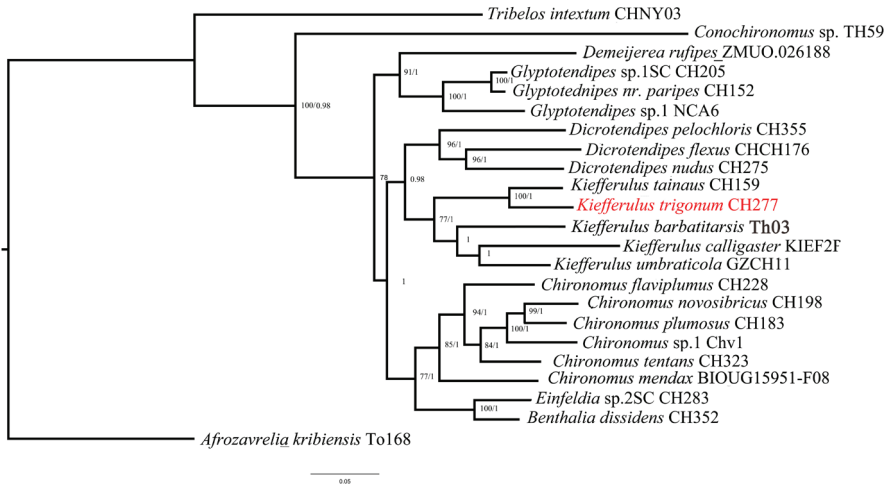 Tribelos intextum CHNY03
Conochironomus sp. TH59
Demeijerea rufipes_ZMUO.026188
91/1
Glyptotendipes sp.1SC CH205
100/1
Glyptotednipes nr. paripes CH152
100/1
Glyptotendipes sp.1 NCA6
100/0.98
Dicrotendipes pelochloris CH355
96/1
Dicrotendipes flexus CHCH176
96/1
Dicrotendipes nudus CH275
78
0.98
Kiefferulus tainaus CH159
100/1
Kiefferulus trigonum CH277
77/1
Kiefferulus barbatitarsis Th03
1
Kiefferulus calligaster KIEF2F
1
Kiefferulus umbraticola GZCH11
1
Chironomus flaviplumus CH228
Chironomus novosibricus CH198
94/1
99/1
Chironomus plumosus CH183
100/1
Chironomus sp.1 Chv1
85/1
84/1
Chironomus tentans CH323
77/1
Chironomus mendax BIOUG15951-F08
Einfeldia sp.2SC CH283
100/1
Benthalia dissidens CH352
Afrozavrelia_kribiensis To168
0.05